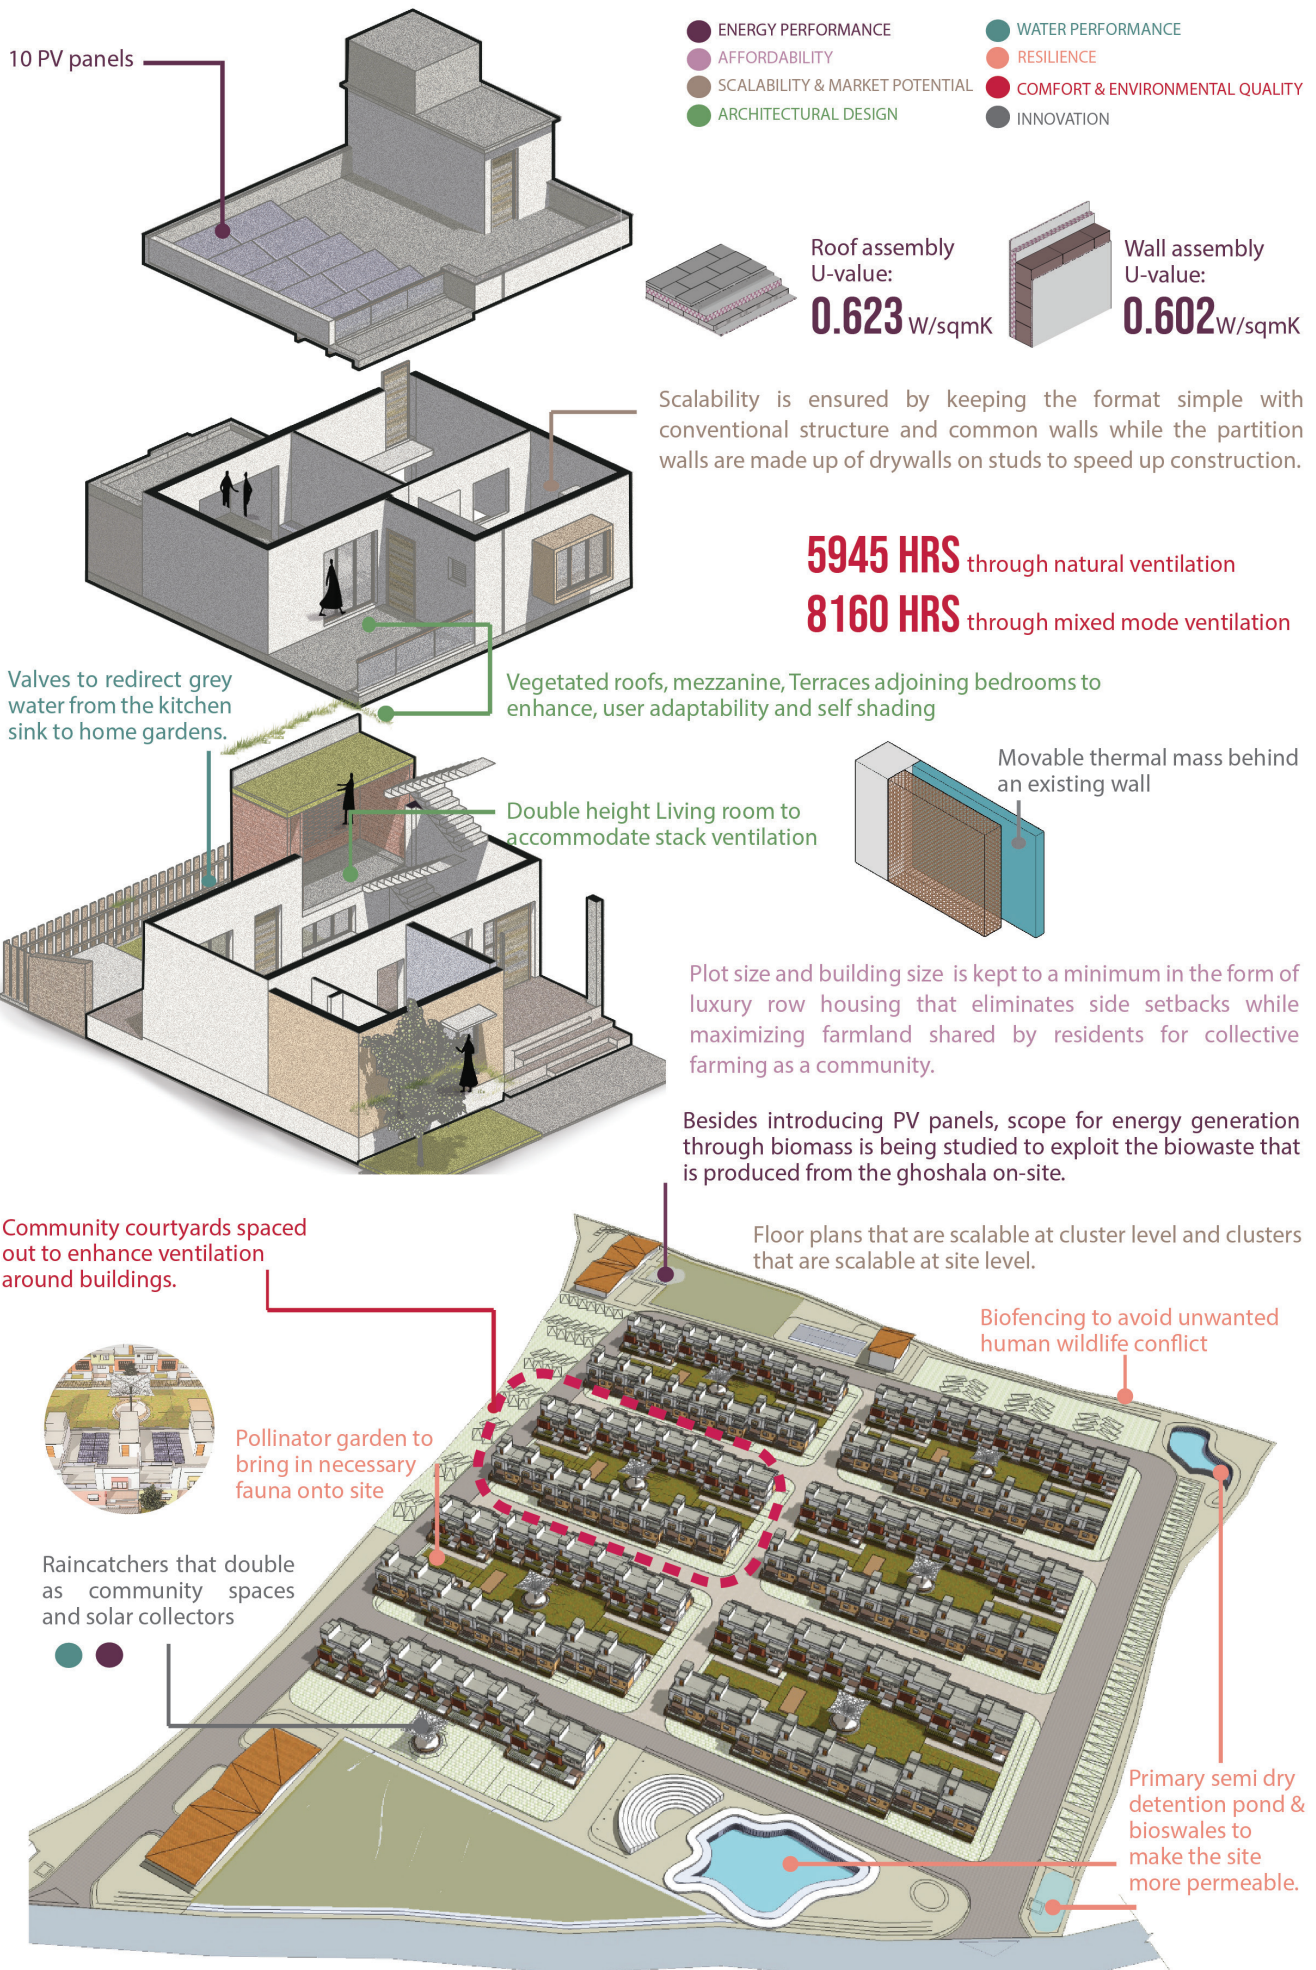 10 PV panels
ENERGY PERFORMANCE
AFFORDABILITY
SCALABILITY & MARKET POTENTIAL
ARCHITECTURAL DESIGN
WATER PERFORMANCE
RESILIENCE
COMFORT & ENVIRONMENTAL QUALITY
INNOVATION
Roof assembly
U-value:
0.623 W/sqmK
Wall assembly
U-value:
0.602 W/sqmK
Scalability is ensured by keeping the format simple with
conventional structure and common walls while the partition
walls are made up of drywalls on studs to speed up construction.
5945 HRS through natural ventilation
8160 HRS through mixed mode ventilation
Valves to redirect grey
water from the kitchen
sink to home gardens.
Vegetated roofs, mezzanine, Terraces adjoining bedrooms to
enhance, user adaptability and self shading
Double height Living room to
accommodate stack ventilation
Movable thermal mass behind
an existing wall
Plot size and building size is kept to a minimum in the form of
luxury row housing that eliminates side setbacks while
maximizing farmland shared by residents for collective
farming as a community.
Besides introducing PV panels, scope for energy generation
through biomass is being studied to exploit the biowaste that
is produced from the ghoshala on-site.
Community courtyards spaced
out to enhance ventilation
around buildings.
Floor plans that are scalable at cluster level and clusters
that are scalable at site level.
Biofencing to avoid unwanted
human wildlife conflict
Pollinator garden to
bring in necessary
fauna onto site
Raincatchers that double
as community spaces
and solar collectors
Primary semi dry
detention pond &
bioswales to
make the site
more permeable.